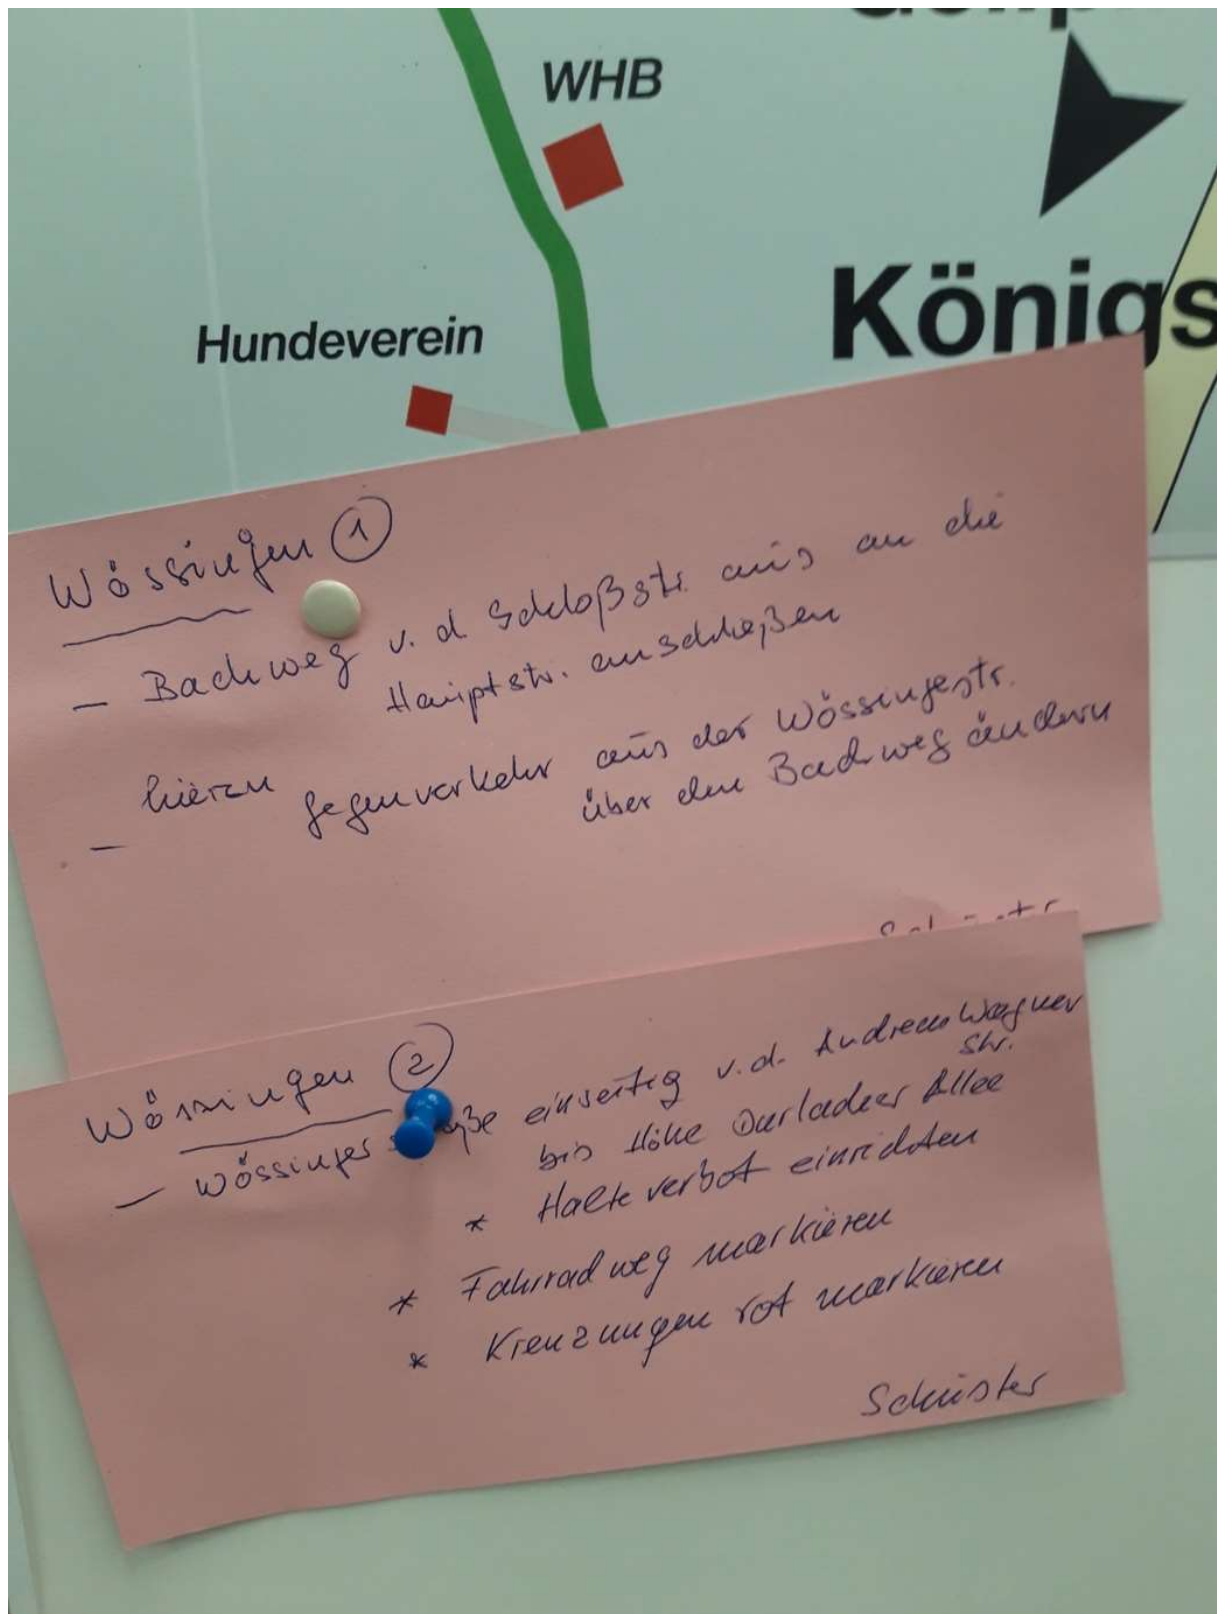 WHB
Königs
Hundeverein
Wössingen ①
- Bachweg v. d. Schloßstr. aus an die
Hauptstr. anschließen
- hierzu gegenverkehr aus der Wössingestr.
über den Bachweg ändern
Wössingen ②
- Wössinger einseitig v. d. Andreas Wagner
Str.
bis Höhe Durlacher Allee
* Halteverbot einrichten
* Fahrradweg markieren
* Kreuzungen rot markieren
Schuster